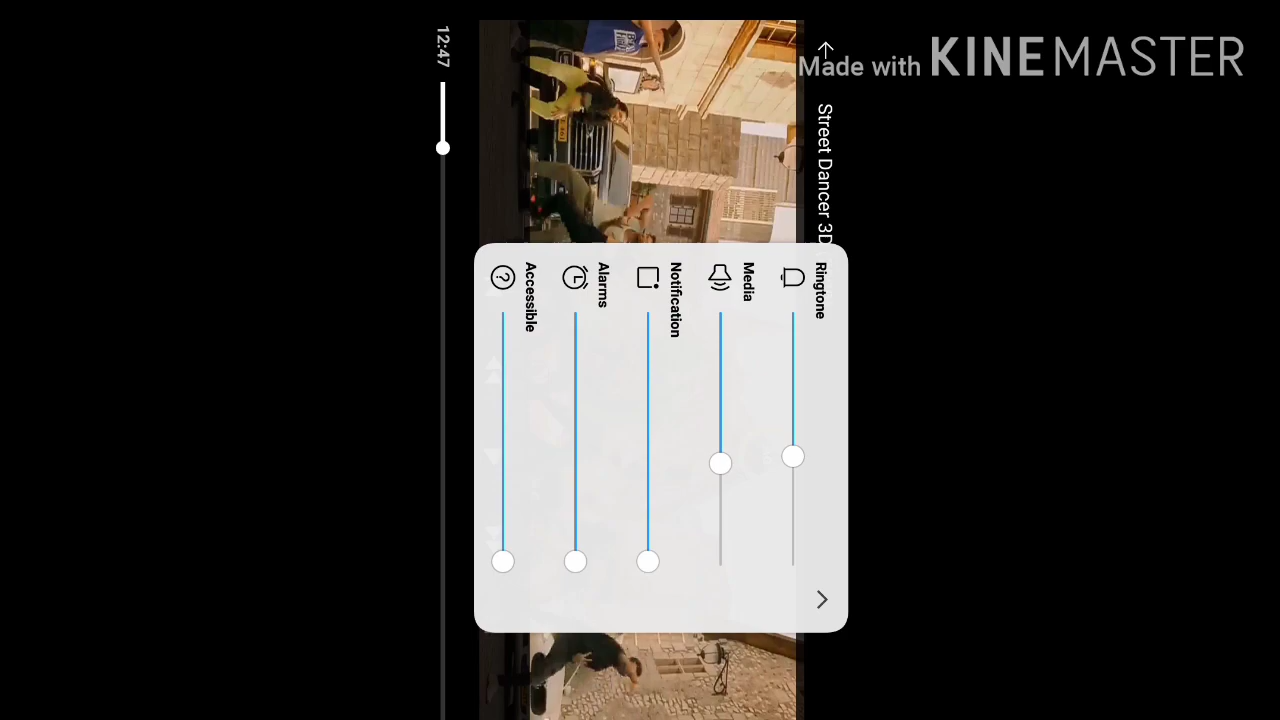 Made with KINEMASTER
Street Dancer 3D
Ringtone
Media
Notification
Alarms
Accessible
12:47